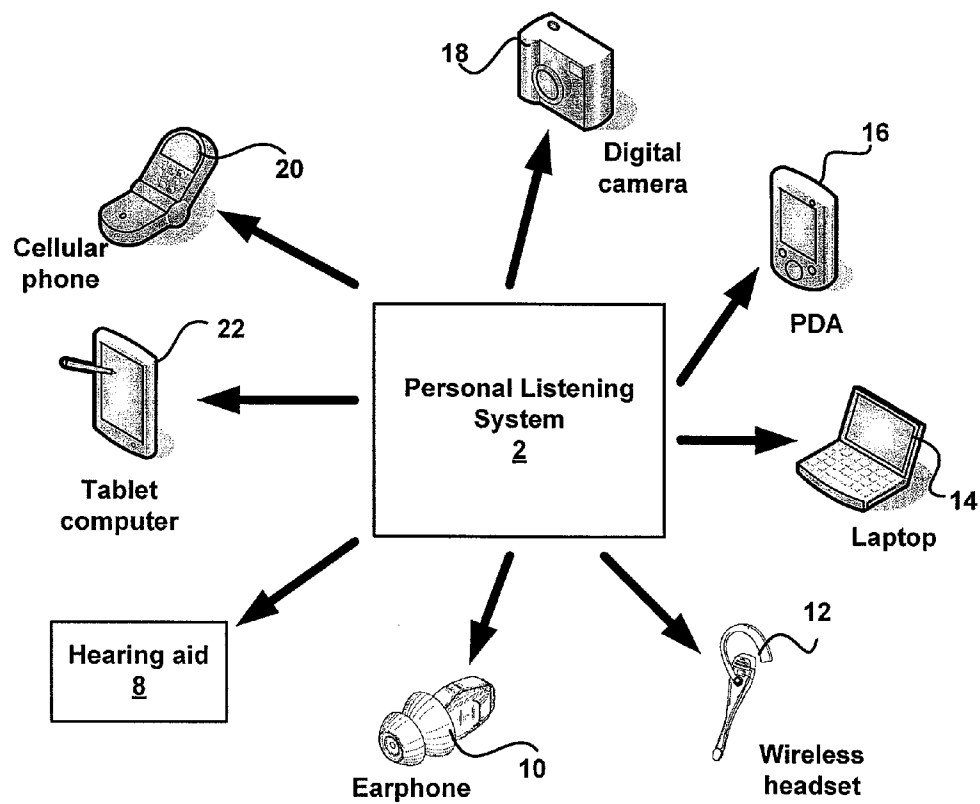 18
Digital
camera
16
PDA
20
Cellular
phone
22
Tablet
computer
Personal Listening
System
2
14
Laptop
Hearing aid
8
10
Earphone
12
Wireless
headset